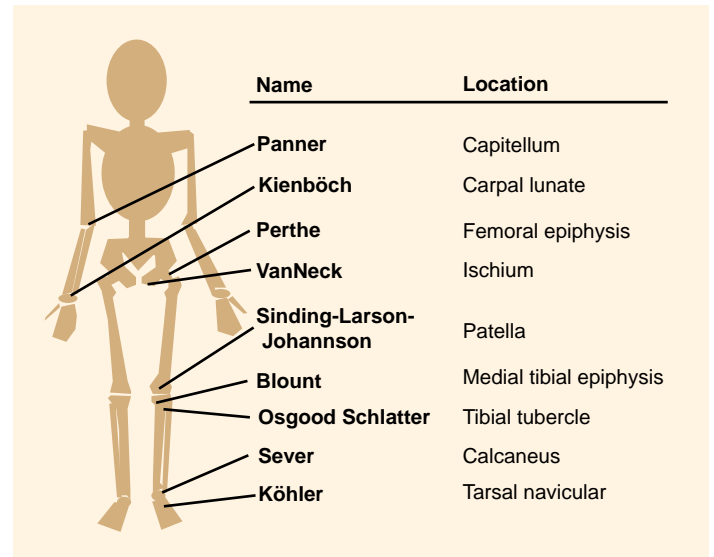 Name Location
Panner Capitellum
Kienböch Carpal lunate
Perthe Femoral epiphysis
VanNeck Ischium
Sinding-Larson-
Johannson Patella
Blount Medial tibial epiphysis
Osgood Schlatter Tibial tubercle
Sever Calcaneus
Köhler Tarsal navicular